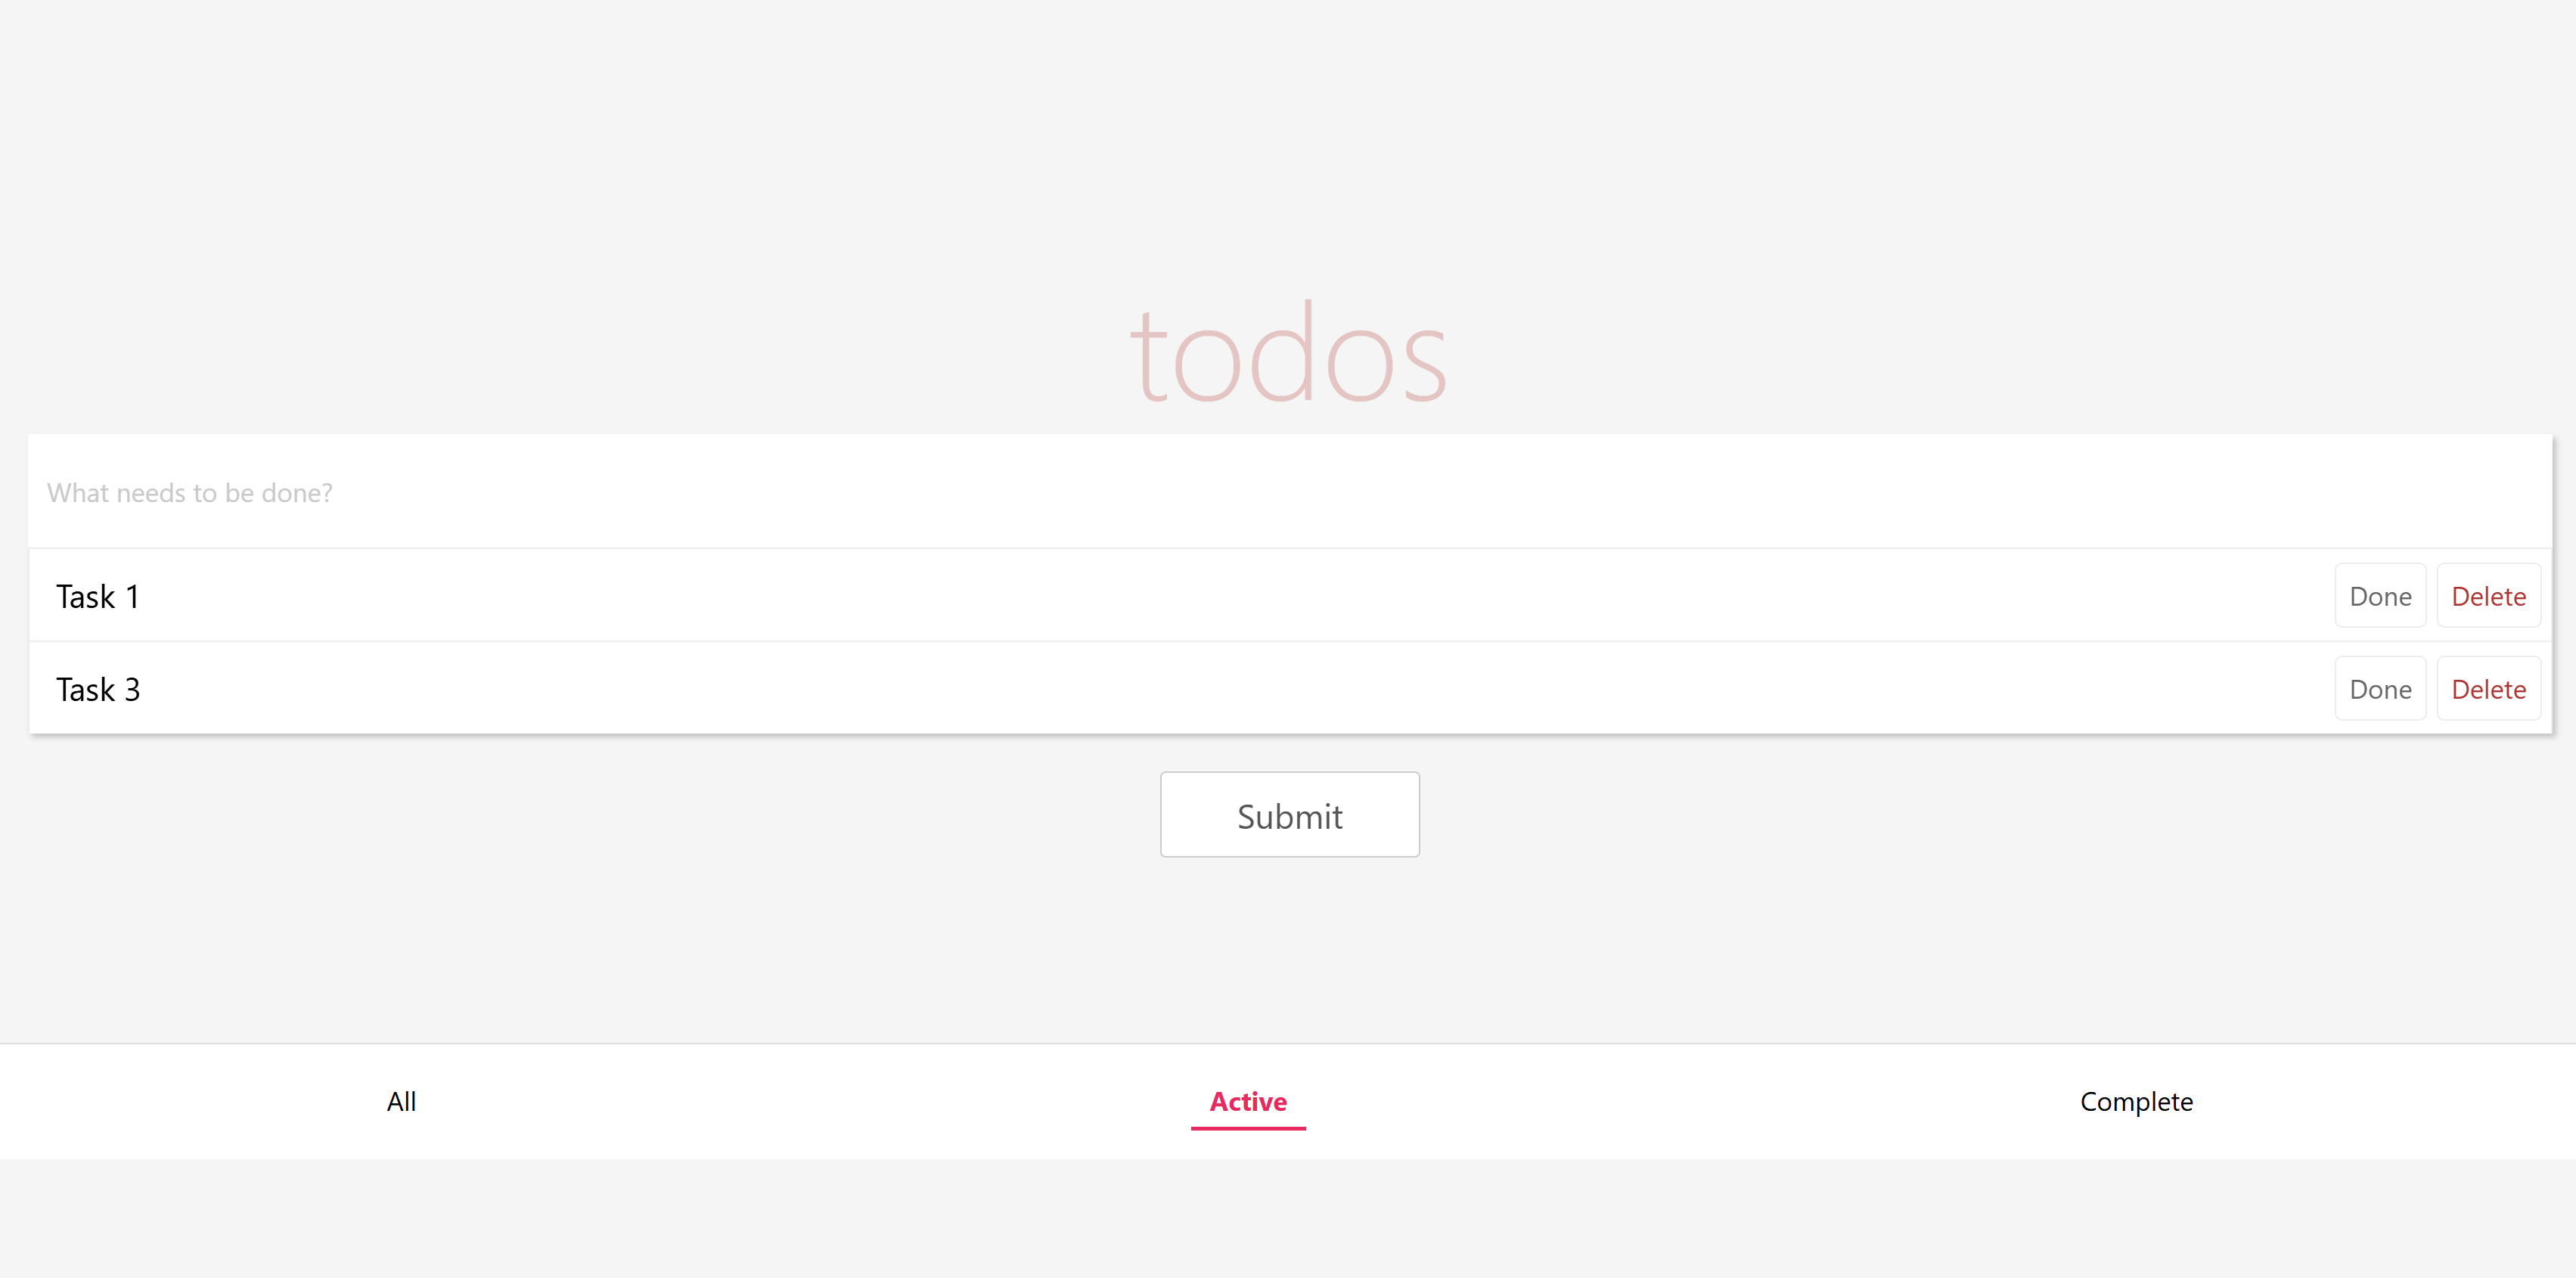 todos
What needs to be done?
Task 1 Done Delete
Task 3 Done Delete
Submit
All Active Complete